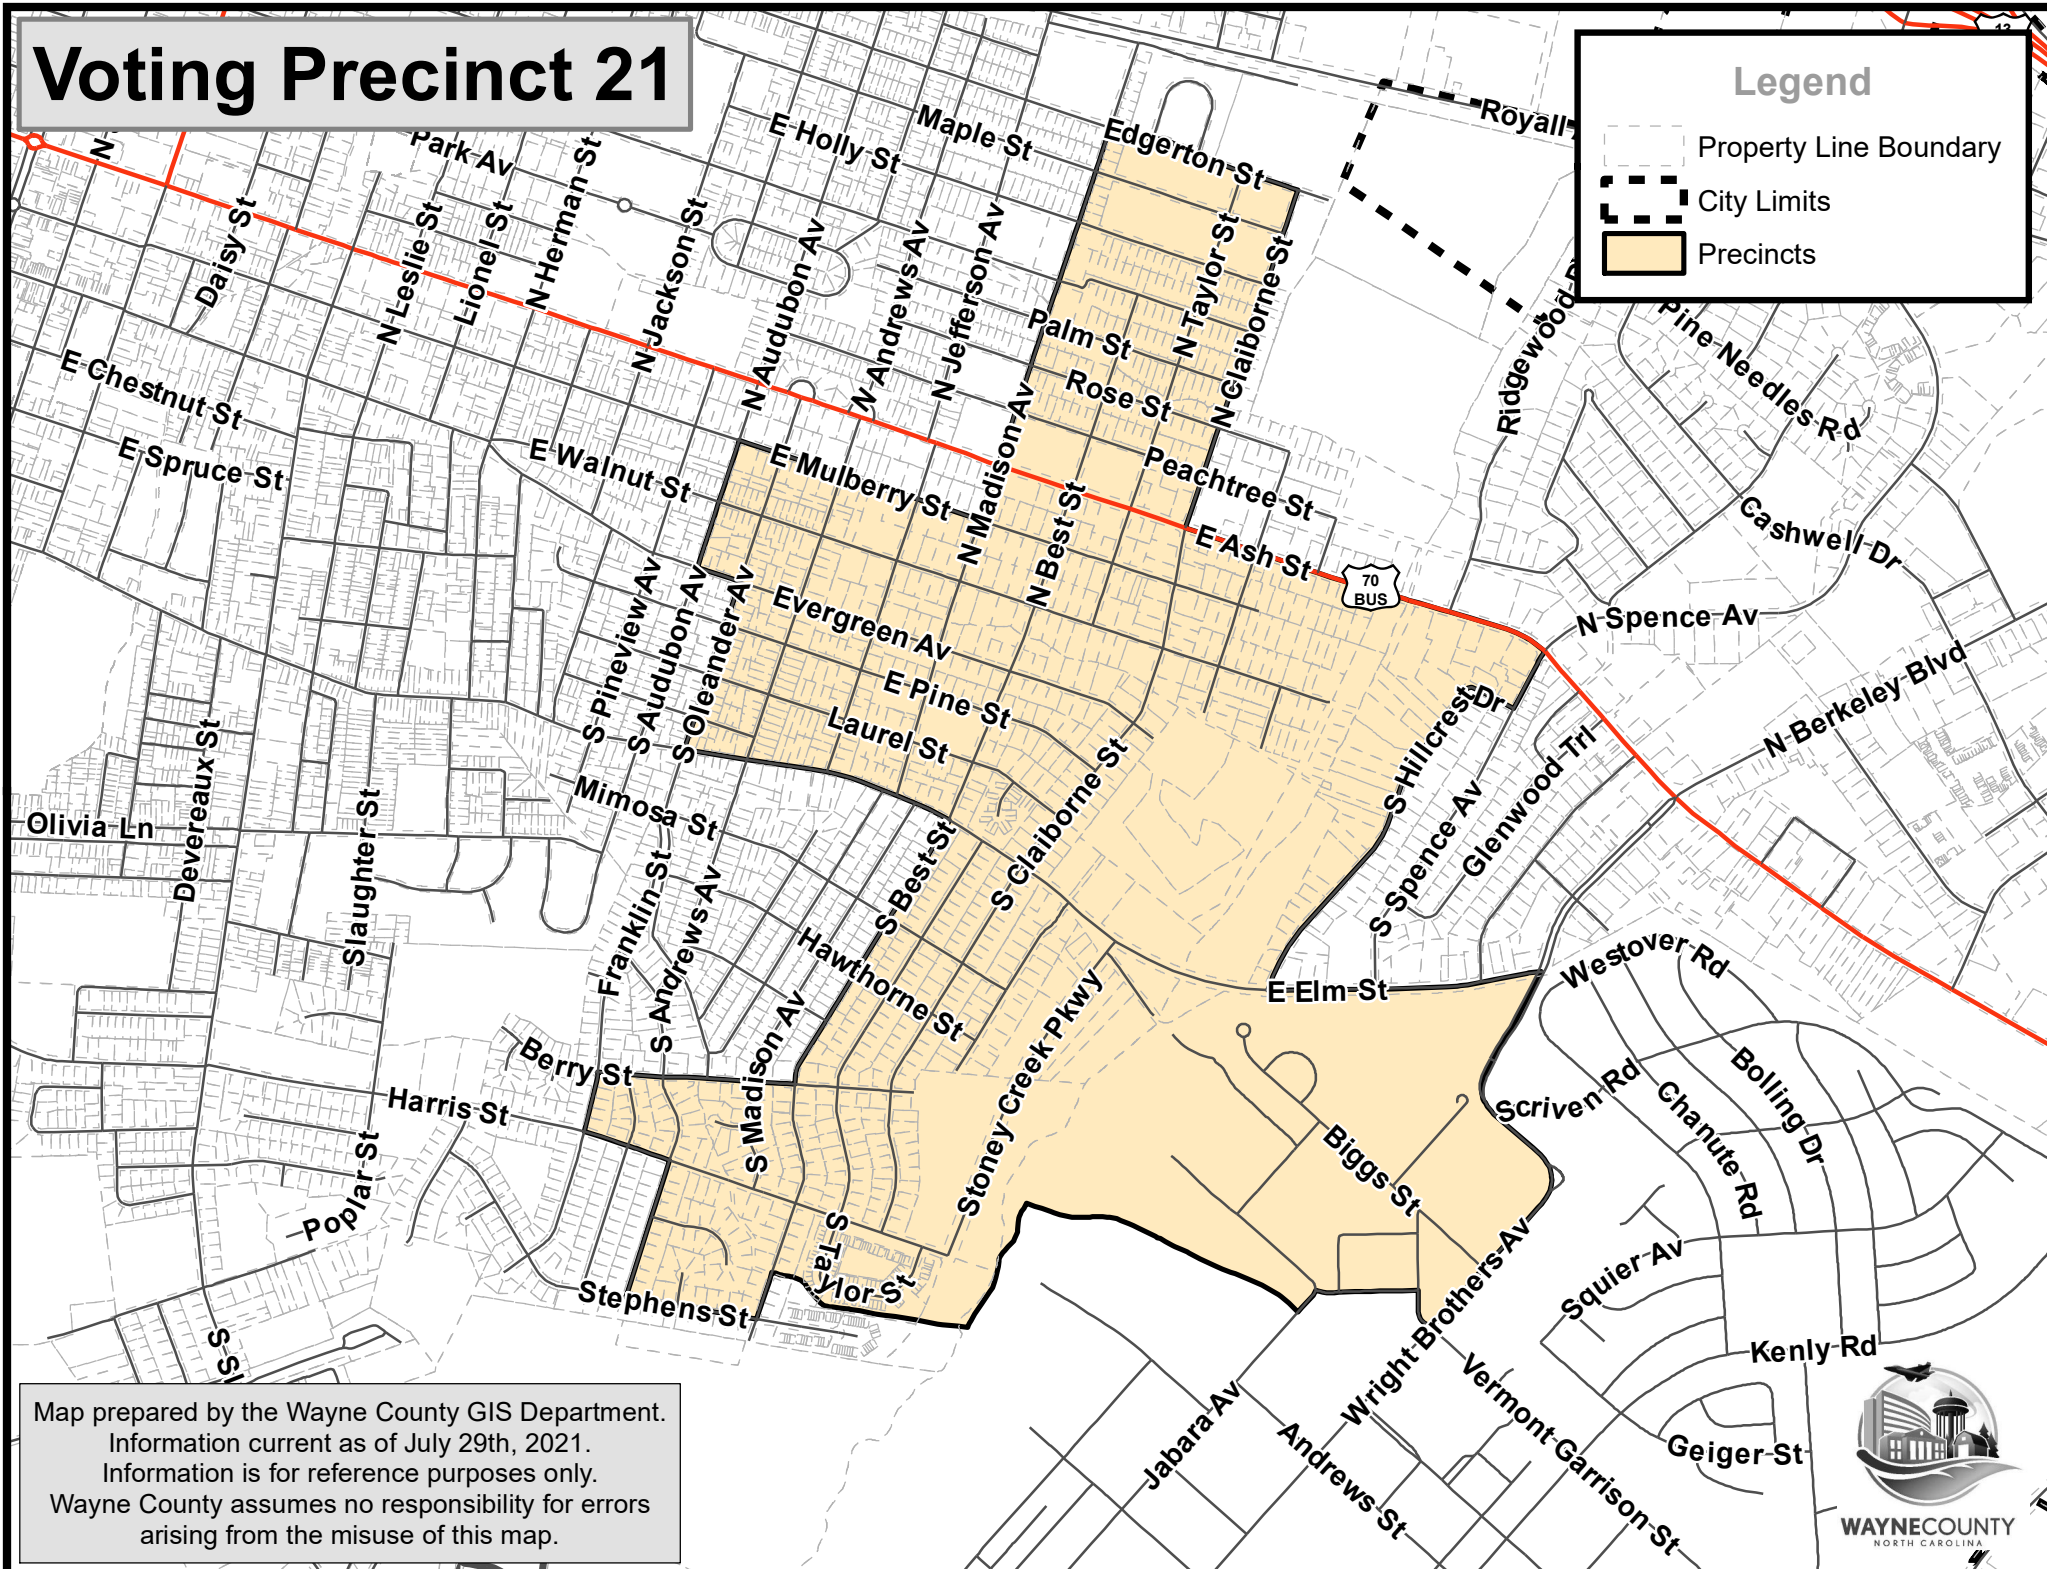 Voting Precinct 21
Legend
Property Line Boundary
City Limits
Precincts
Royall
Park Av
E Holly St
Maple St
Edgerton St
N Herman St
Daisy St
N Leslie St
Lionel St
N Jackson St
N Audubon Av
N Andrews Av
N Jefferson Av
N Taylor St
N Claiborne St
Palm St
Rose St
Ridgewood
Pine Needles Rd
E Chestnut St
E Spruce St
E Walnut St
E Mulberry St
N Madison Av
N Best St
Peachtree St
E Ash St
70
BUS
Cashwell Dr
N Spence Av
N Berkeley Blvd
S Pineview Av
S Audubon Av
S Oleander Av
Evergreen Av
E Pine St
Laurel St
S Hillcrest Dr
Glenwood Trl
S Spence Av
Devereaux St
Olivia Ln
Slaughter St
Mimosa St
S Best St
S Claiborne St
Franklin St
S Andrews Av
Hawthorne St
S Madison Av
Stoney Creek Pkwy
E Elm St
Westover Rd
Berry St
Harris St
Poplar St
Scriven Rd
Chanute Rd
Bolling Dr
Biggs St
Squier Av
S Taylor St
Stephens St
Wright Brothers Av
Kenly Rd
Vermont Garrison St
Geiger St
Jabara Av
Andrews St
Map prepared by the Wayne County GIS Department.
Information current as of July 29th, 2021.
Information is for reference purposes only.
Wayne County assumes no responsibility for errors
arising from the misuse of this map.
WAYNECOUNTY
NORTH CAROLINA